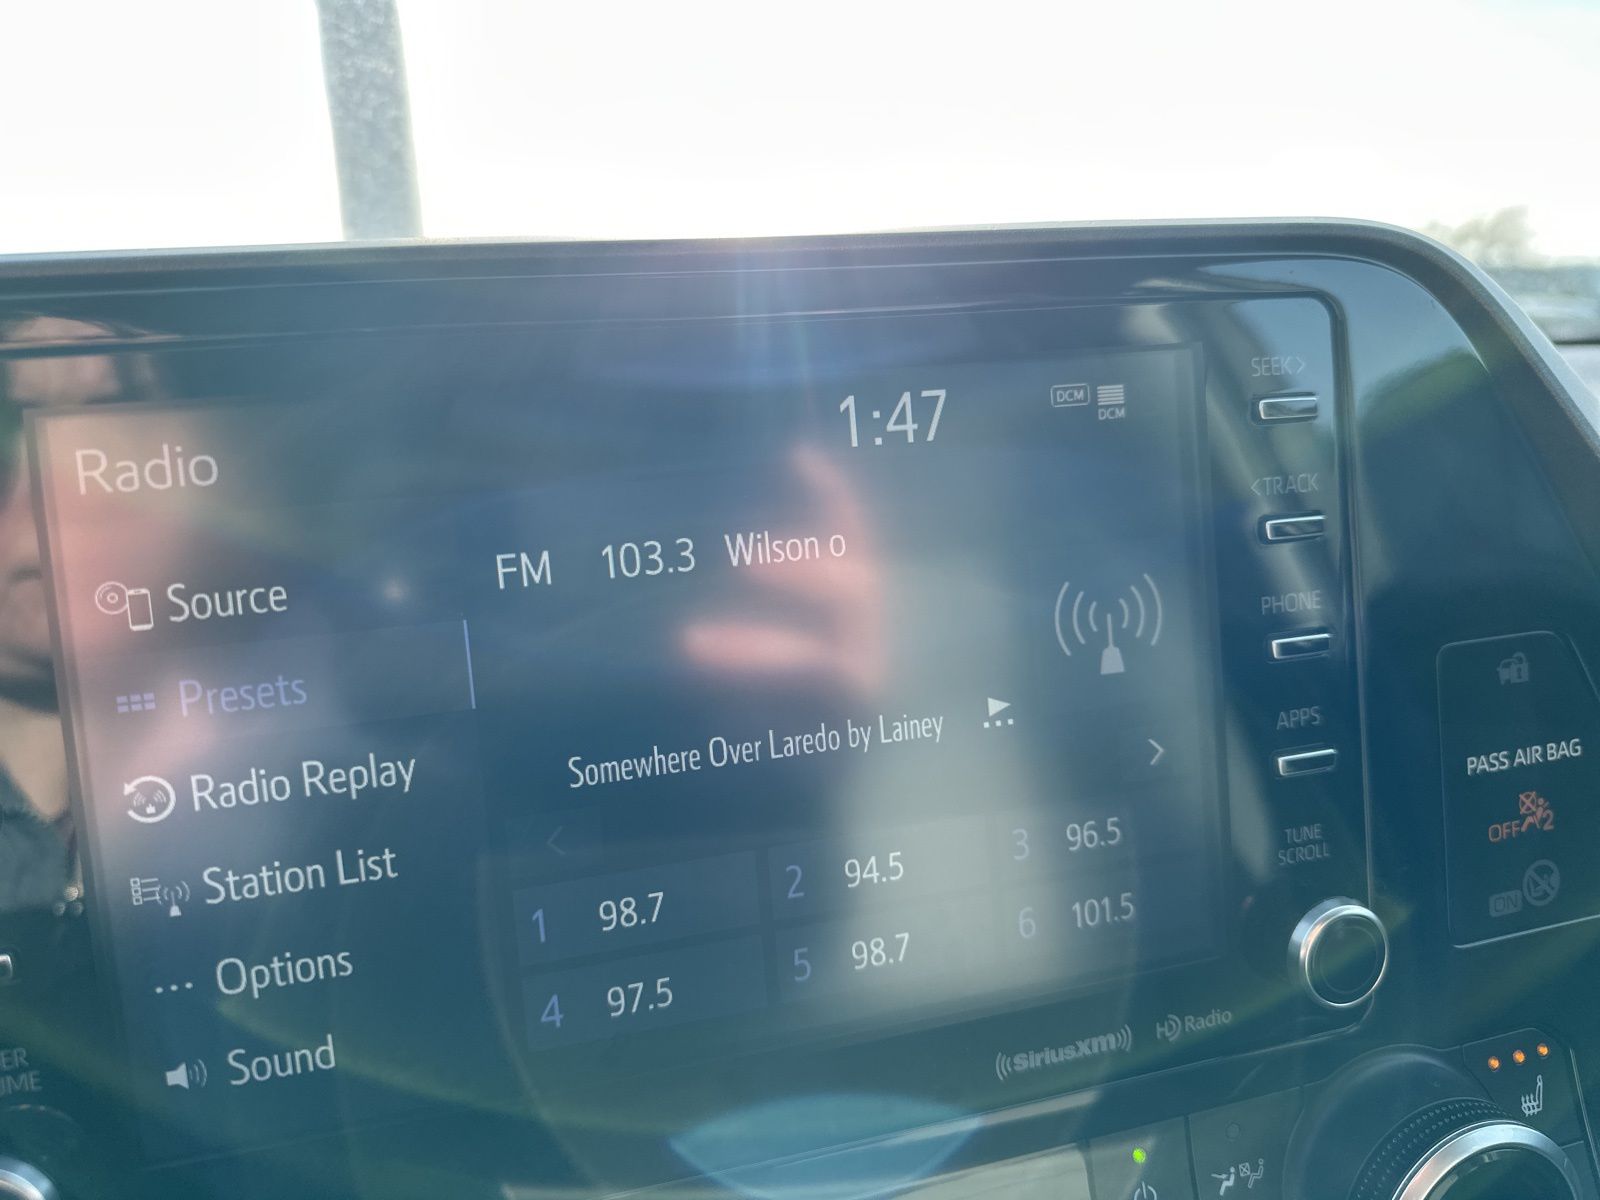 1:47
DCM
DCM
Radio
FM 103.3 Wilson o
Source
Presets
Radio Replay
Station List
Options
Sound
Somewhere Over Laredo by Lainey
1 98.7
2 94.5
3 96.5
4 97.5
5 98.7
6 101.5
((SiriusXM))
HD Radio
SEEK>
<TRACK
PHONE
APPS
TUNE
SCROLL
PASS AIR BAG
OFF 2
ON